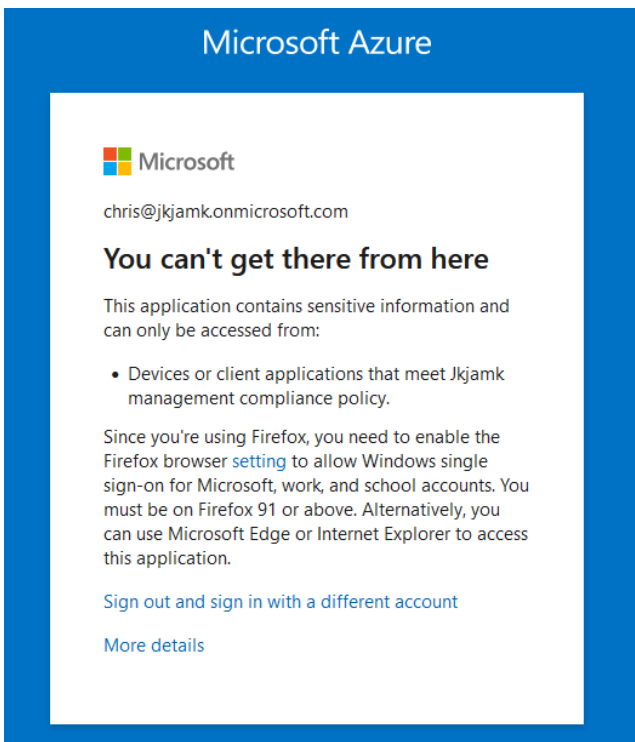 Microsoft Azure
Microsoft
chris@jkjamk.onmicrosoft.com
You can't get there from here
This application contains sensitive information and
can only be accessed from:
• Devices or client applications that meet Jkjamk
management compliance policy.
Since you're using Firefox, you need to enable the
Firefox browser setting to allow Windows single
sign-on for Microsoft, work, and school accounts. You
must be on Firefox 91 or above. Alternatively, you
can use Microsoft Edge or Internet Explorer to access
this application.
Sign out and sign in with a different account
More details